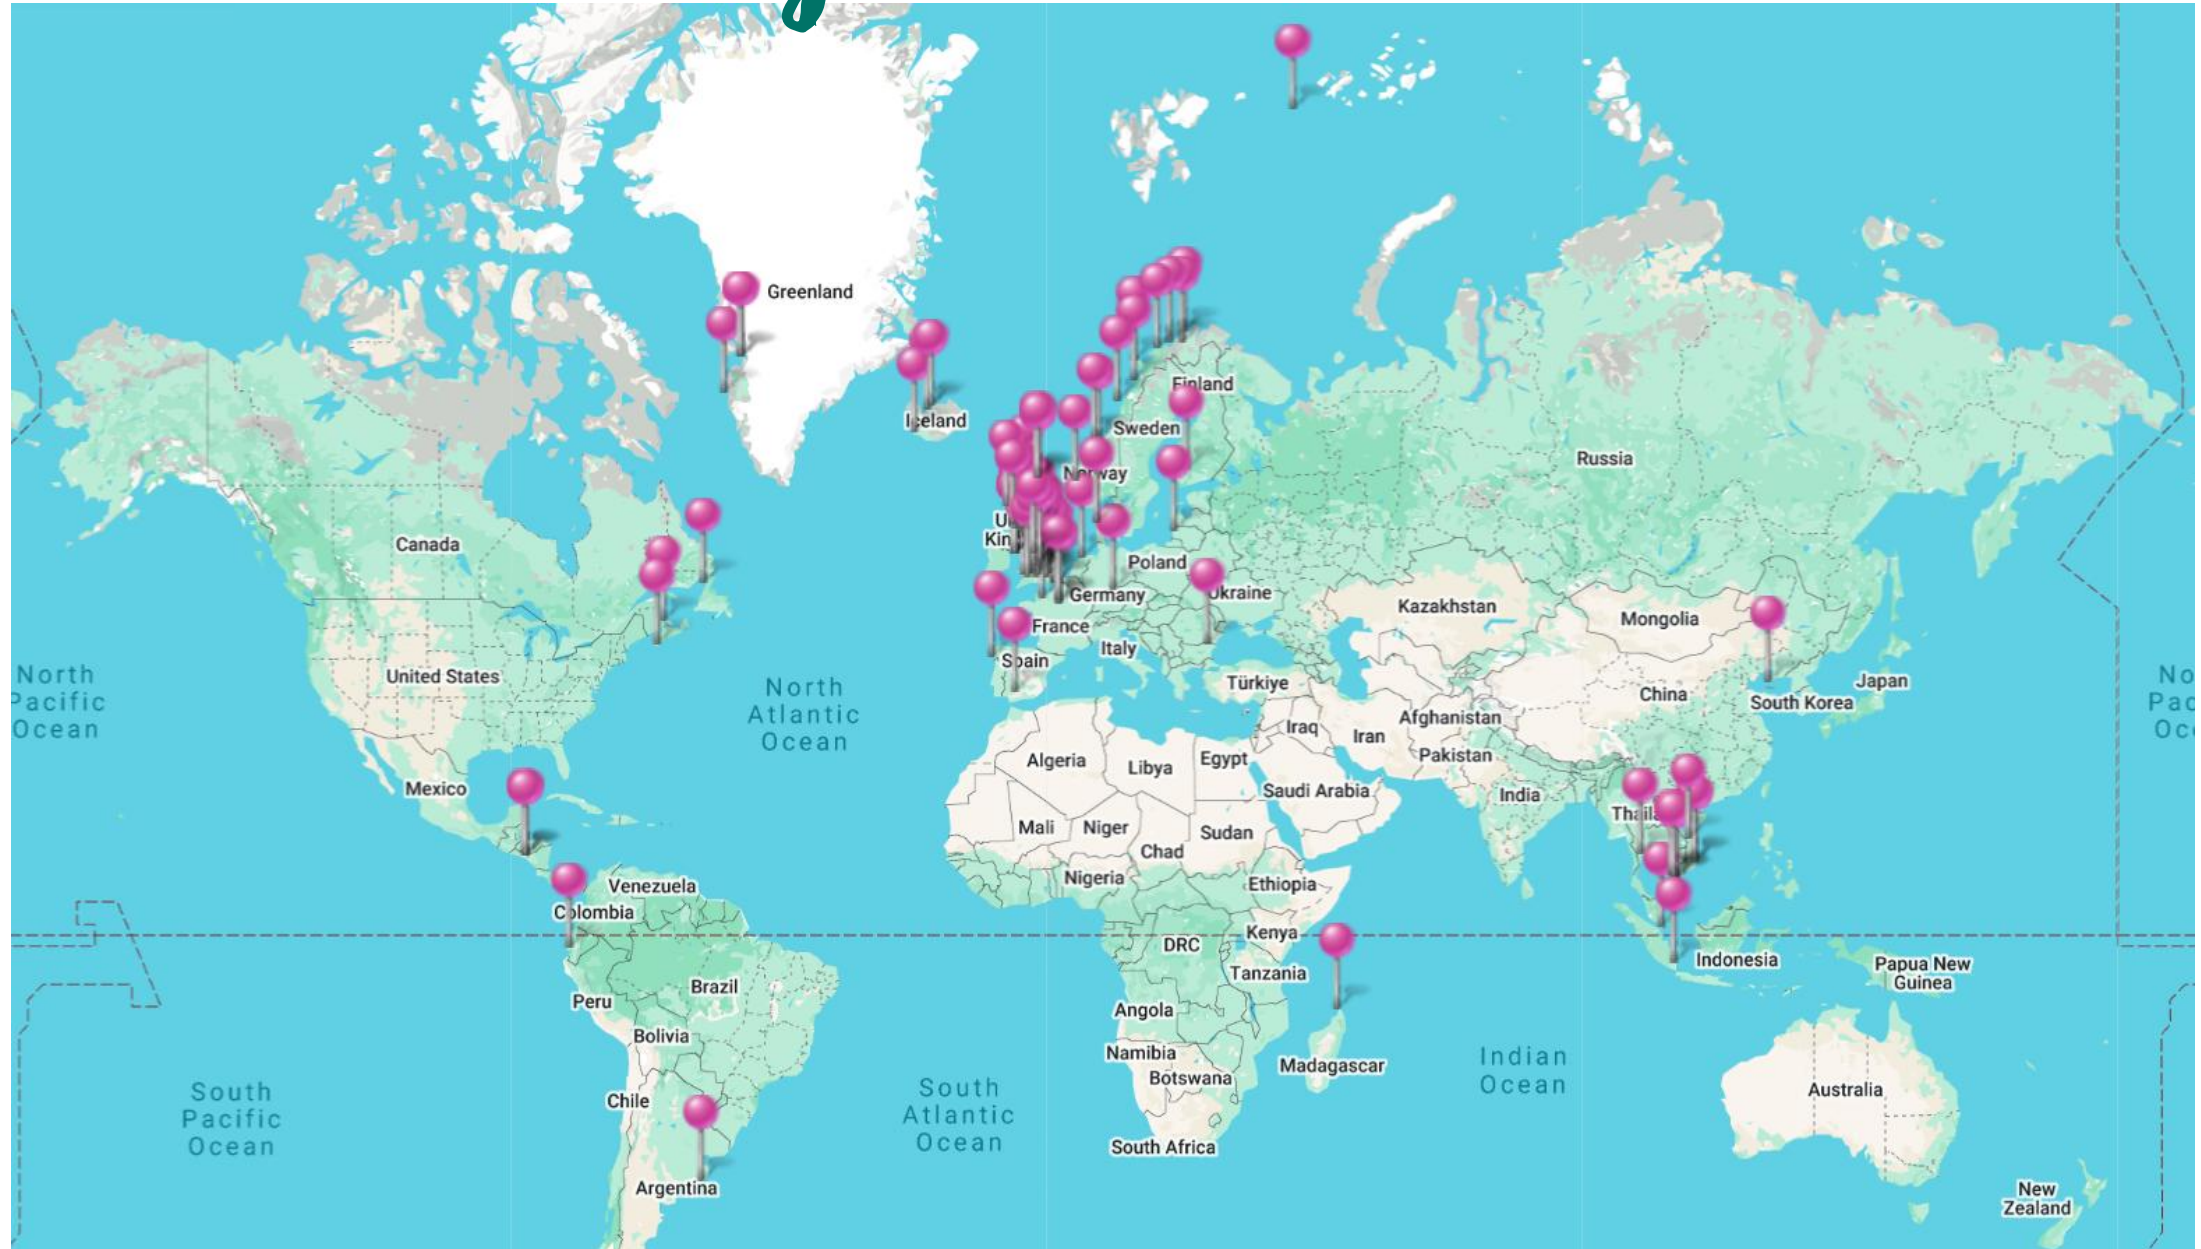 Greenland
Iceland
Finland
Sweden
Norway
Russia
Canada
Poland
Ukraine
Germany
Kazakhstan
Mongolia
France
Italy
Spain
United States
North
Pacific
Ocean
North
Atlantic
Ocean
Türkiye
China
Japan
South Korea
Iraq
Iran
Afghanistan
Pakistan
Algeria
Libya
Egypt
Saudi Arabia
India
Mexico
Mali
Niger
Sudan
Chad
Nigeria
Ethiopia
Venezuela
Colombia
DRC
Kenya
Tanzania
Indonesia
Papua New
Guinea
Peru
Brazil
Bolivia
Angola
Namibia
Botswana
Madagascar
Indian
Ocean
Australia
South
Pacific
Ocean
Chile
South
Atlantic
Ocean
South Africa
Argentina
New
Zealand